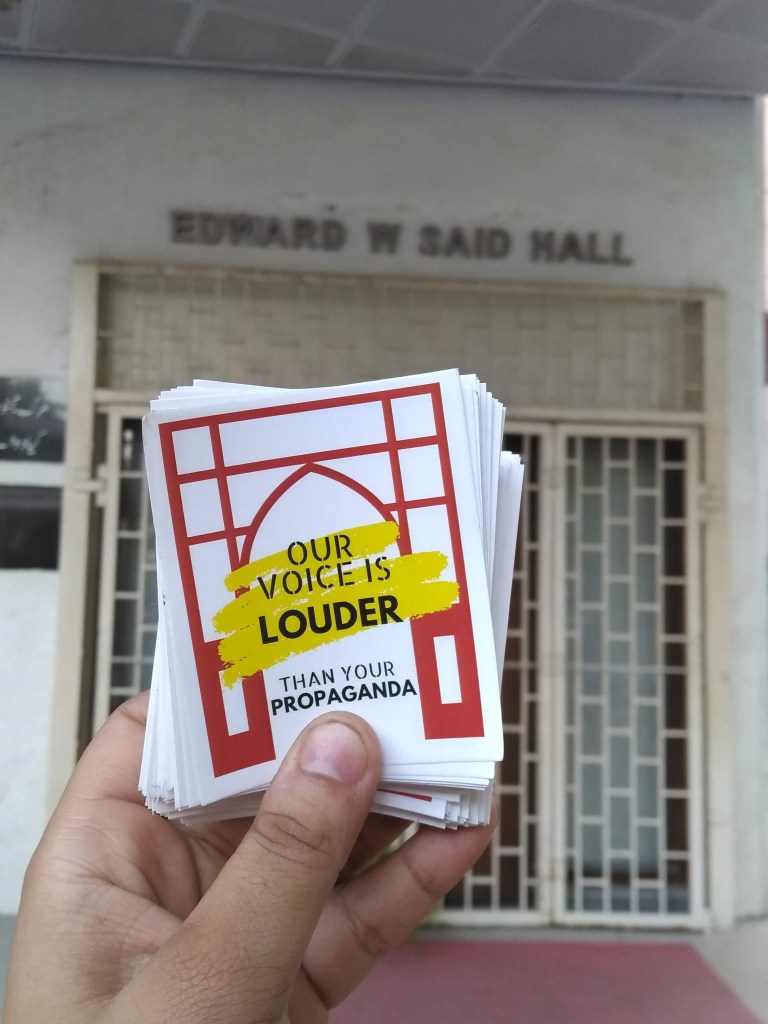 EDWARD W SAID HALL
OUR
VOICE IS
LOUDER
THAN YOUR
PROPAGANDA